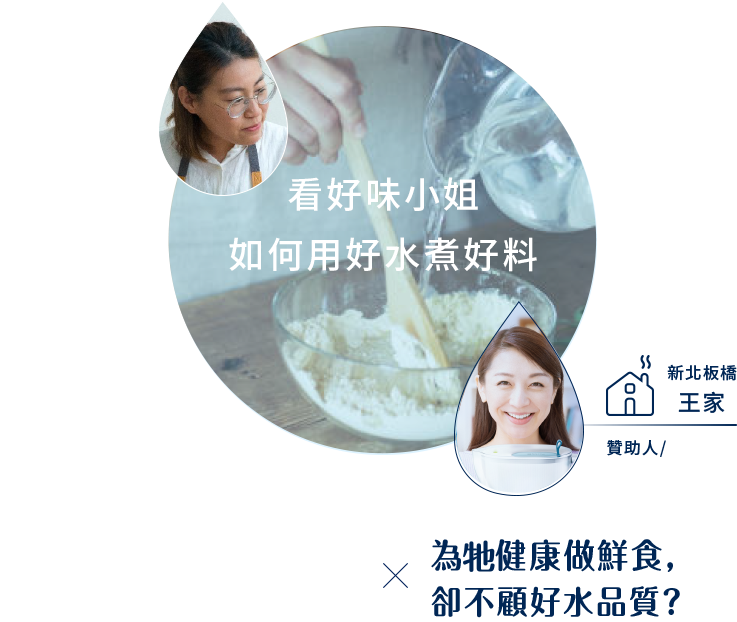 看好味小姐
如何用好水煮好料
新北板橋
王家
贊助人/
為牠健康做鮮食,
卻不顧好水品質?